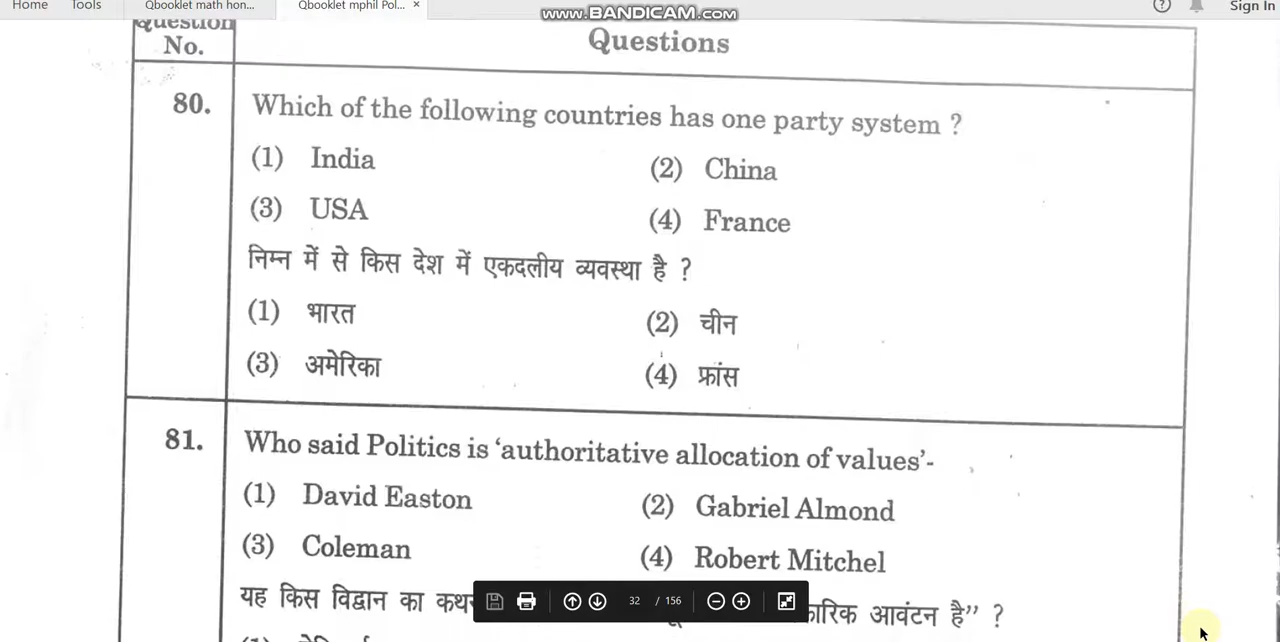 www.BANDICAM.com
Home Tools Qbooklet math hon... Qbooklet mphil Pol... × Sign In
Question
No. Questions
80. Which of the following countries has one party system ?
(1) India (2) China
(3) USA (4) France
निम्न में से किस देश में एकदलीय व्यवस्था है ?
(1) भारत (2) चीन
(3) अमेरिका (4) फ्रांस
81. Who said Politics is ‘authoritative allocation of values’-
(1) David Easton (2) Gabriel Almond
(3) Coleman (4) Robert Mitchel
यह किस विद्वान का आवंटन है” ?
32 / 156